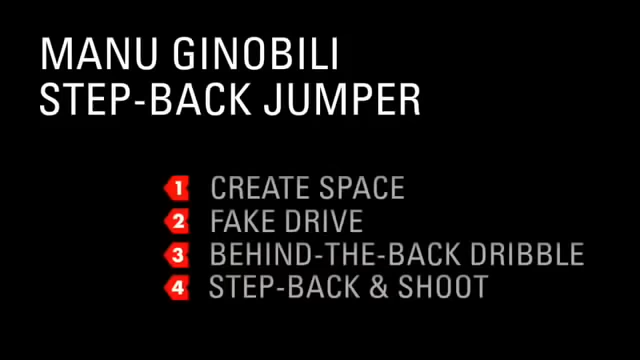 MANU GINOBILI
STEP-BACK JUMPER
1 CREATE SPACE
2 FAKE DRIVE
3 BEHIND-THE-BACK DRIBBLE
4 STEP-BACK & SHOOT